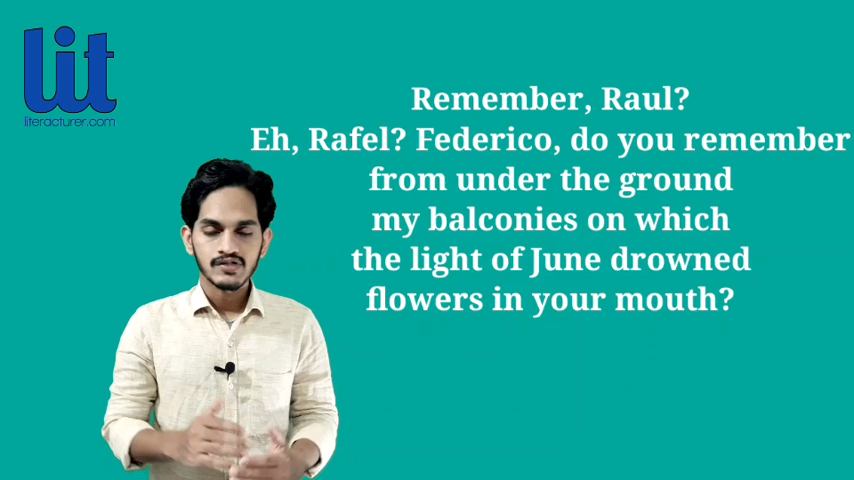 lit
literacturer.com
Remember, Raul?
Eh, Rafel? Federico, do you remember
from under the ground
my balconies on which
the light of June drowned
flowers in your mouth?